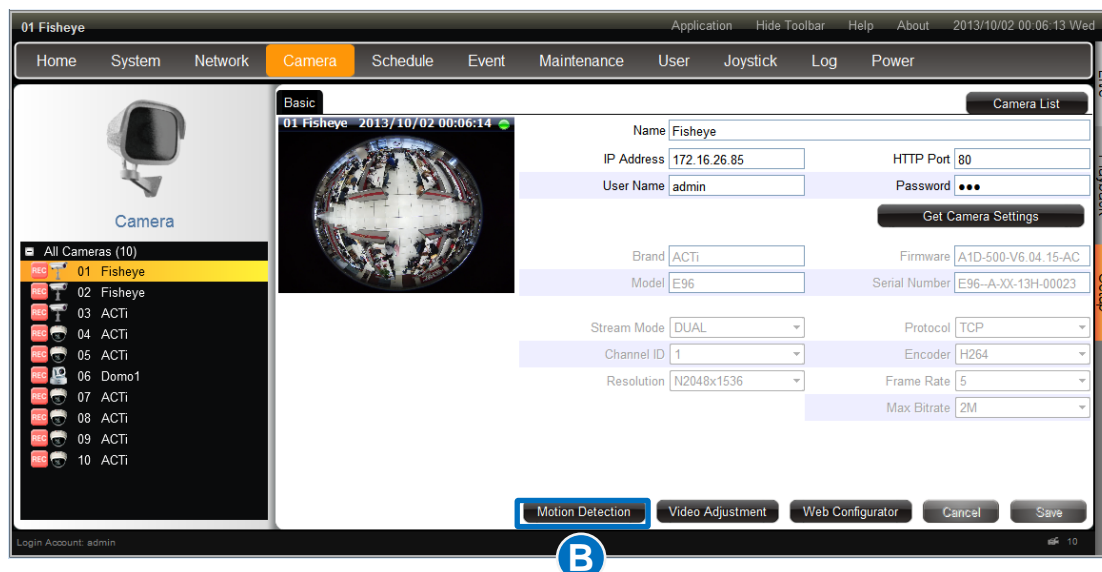 01 Fisheye Application Hide Toolbar Help About 2013/10/02 00:06:13 Wed
Home System Network Camera Schedule Event Maintenance User Joystick Log Power
Basic Camera List
01 Fisheye 2013/10/02 00:06:14
Name Fisheye
IP Address 172.16.26.85 HTTP Port 80
User Name admin Password •••
Camera
Get Camera Settings
All Cameras (10)
REC 01 Fisheye
REC 02 Fisheye
REC 03 ACTi
REC 04 ACTi
REC 05 ACTi
REC 06 Domo1
REC 07 ACTi
REC 08 ACTi
REC 09 ACTi
REC 10 ACTi
Brand ACTi Firmware A1D-500-V6.04.15-AC
Model E96 Serial Number E96--A-XX-13H-00023
Stream Mode DUAL Protocol TCP
Channel ID 1 Encoder H264
Resolution N2048x1536 Frame Rate 5
Max Bitrate 2M
Motion Detection Video Adjustment Web Configurator Cancel Save
Login Account: admin 10
B